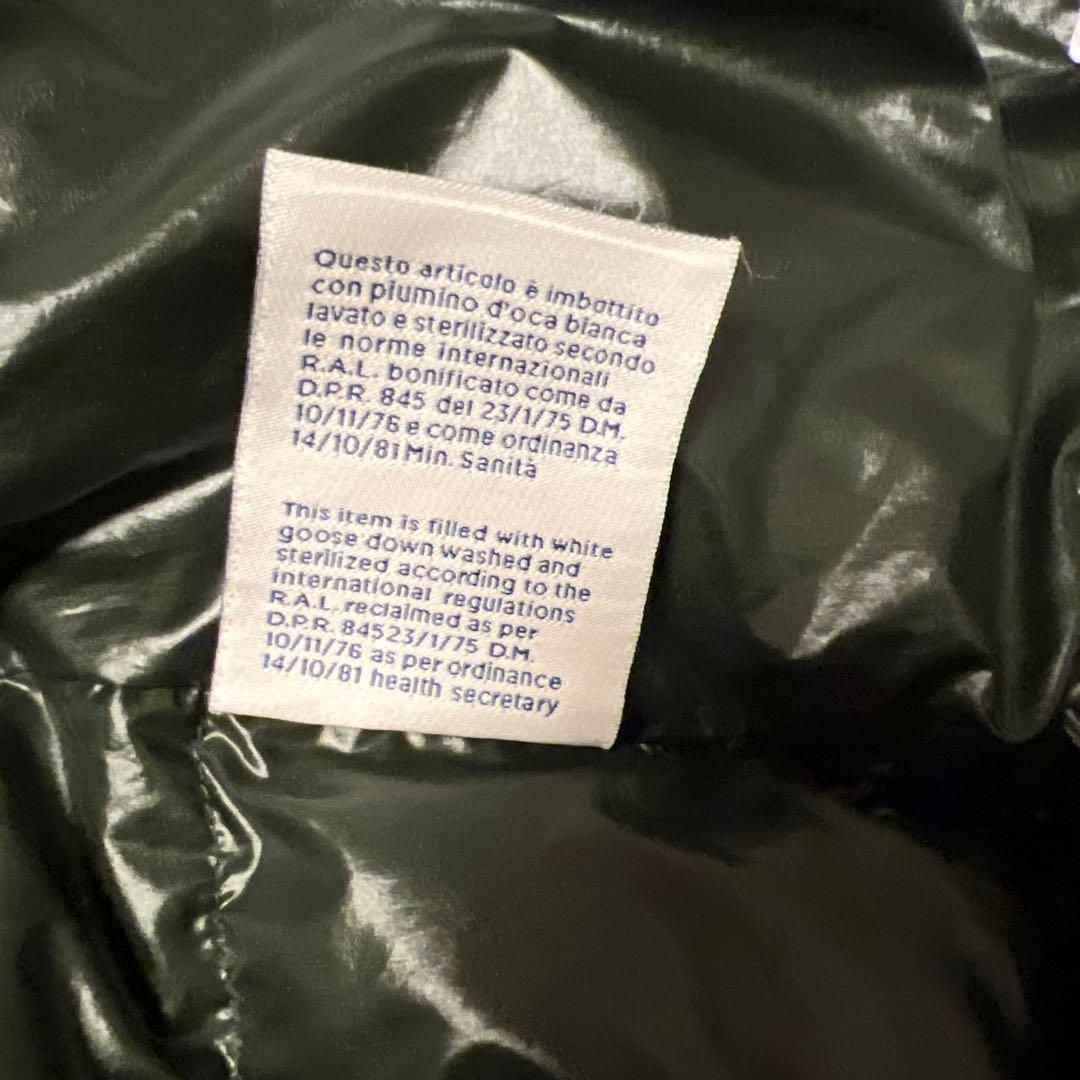 Questo articolo è imbottito
con piumino d'oca bianca
lavato e sterilizzato secondo
le norme internazionali
R.A.L. bonificato come da
D.P.R. 845 del 23/1/75 D.M.
10/11/76 e come ordinanza
14/10/81 Min. Sanità
This item is filled with white
goose down washed and
sterilized according to the
international regulations
R.A.L. reclaimed as per
D.P.R. 845 23/1/75 D.M.
10/11/76 as per ordinance
14/10/81 health secretary